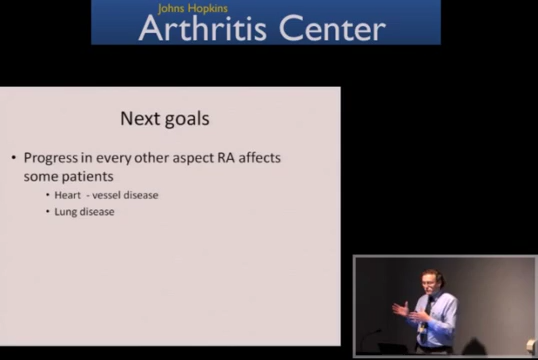 Johns Hopkins
Arthritis Center
Next goals
• Progress in every other aspect RA affects
some patients
• Heart - vessel disease
• Lung disease